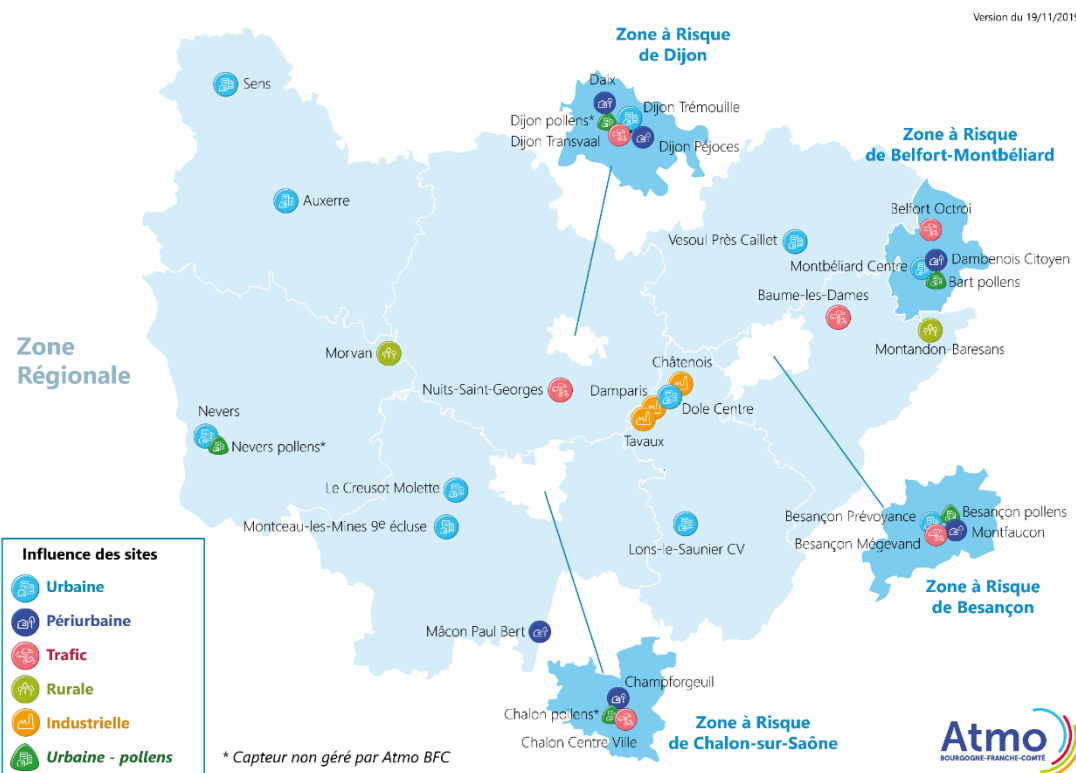 Version du 19/11/2019
Zone à Risque
de Dijon
Sens
Daix
Dijon Trémouille
Dijon pollens*
Dijon Transvaal
Dijon Péjoces
Zone à Risque
de Belfort-Montbéliard
Auxerre
Belfort Octroi
Vesoul Près Caillot
Dambenois Citoyen
Montbéliard Centre
Bart pollens
Baume-les-Dames
Zone
Régionale
Morvan
Montandon-Baresans
Châtenois
Nuits-Saint-Georges
Damparis
Dole Centre
Tavaux
Nevers
Nevers pollens*
Le Creusot Molette
Montceau-les-Mines 9e écluse
Lons-le-Saunier CV
Besançon Prévoyance
Besançon pollens
Montfaucon
Besançon Mégevand
Zone à Risque
de Besançon
Influence des sites
Urbaine
Périurbaine
Trafic
Rurale
Industrielle
Urbaine - pollens
Mâcon Paul Bert
Champforgeuil
Chalon pollens*
Chalon Centre Ville
Zone à Risque
de Chalon-sur-Saône
* Capteur non géré par Atmo BFC
Atmo
BOURGOGNE-FRANCHE-COMTÉ